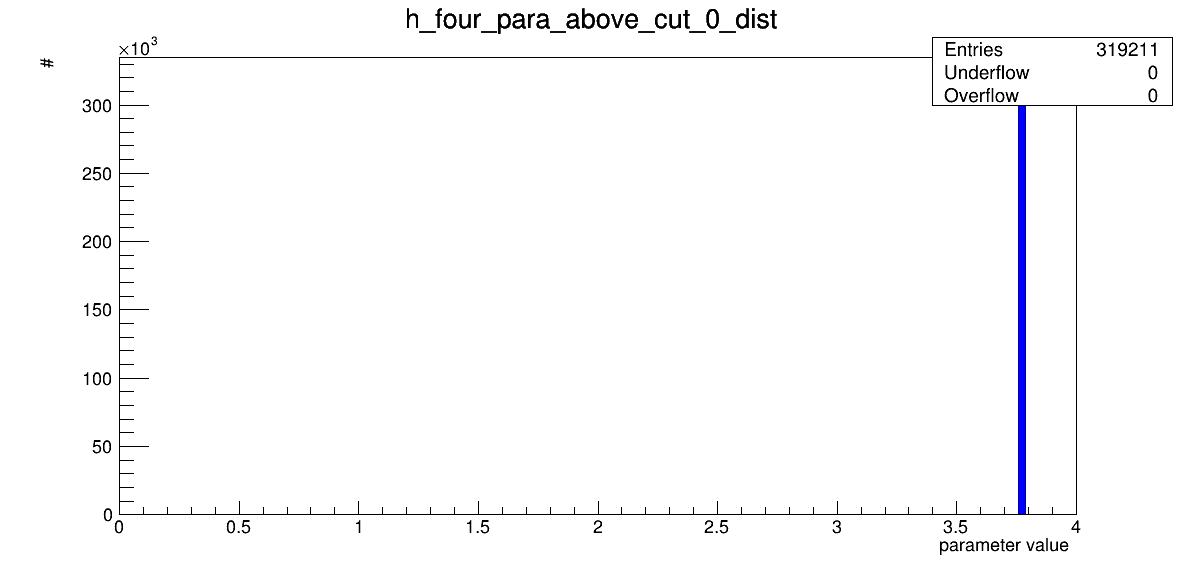 h_four_para_above_cut_0_dist
×10³
#
Entries 319211
Underflow 0
Overflow 0
300
250
200
150
100
50
0
0 0.5 1 1.5 2 2.5 3 3.5 4
parameter value